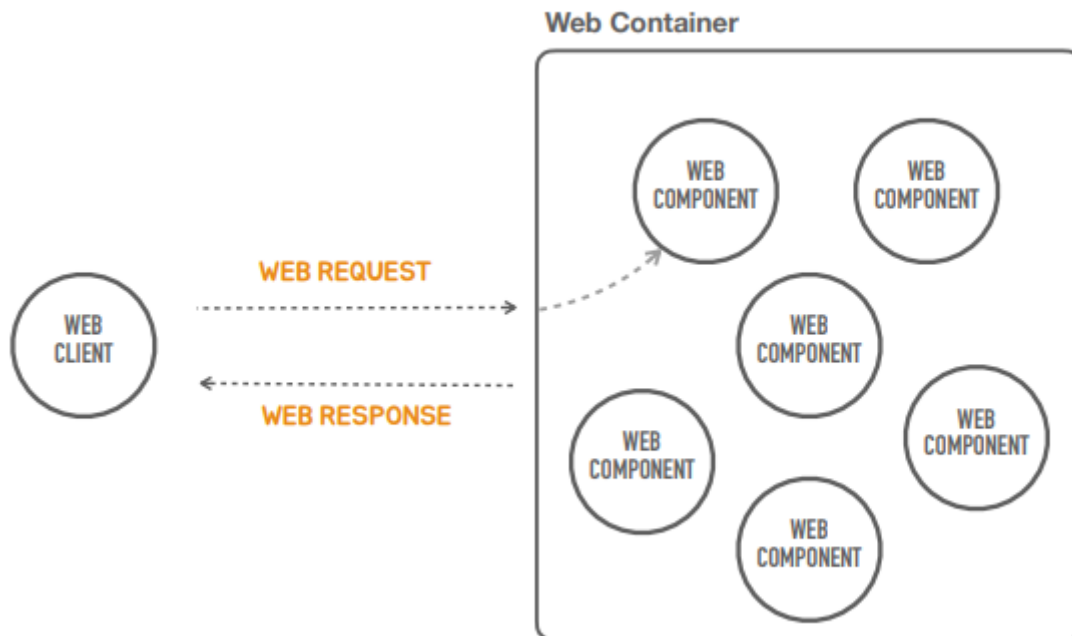 Web Container
WEB
COMPONENT
WEB
COMPONENT
WEB REQUEST
WEB
CLIENT
WEB
COMPONENT
WEB RESPONSE
WEB
COMPONENT
WEB
COMPONENT
WEB
COMPONENT